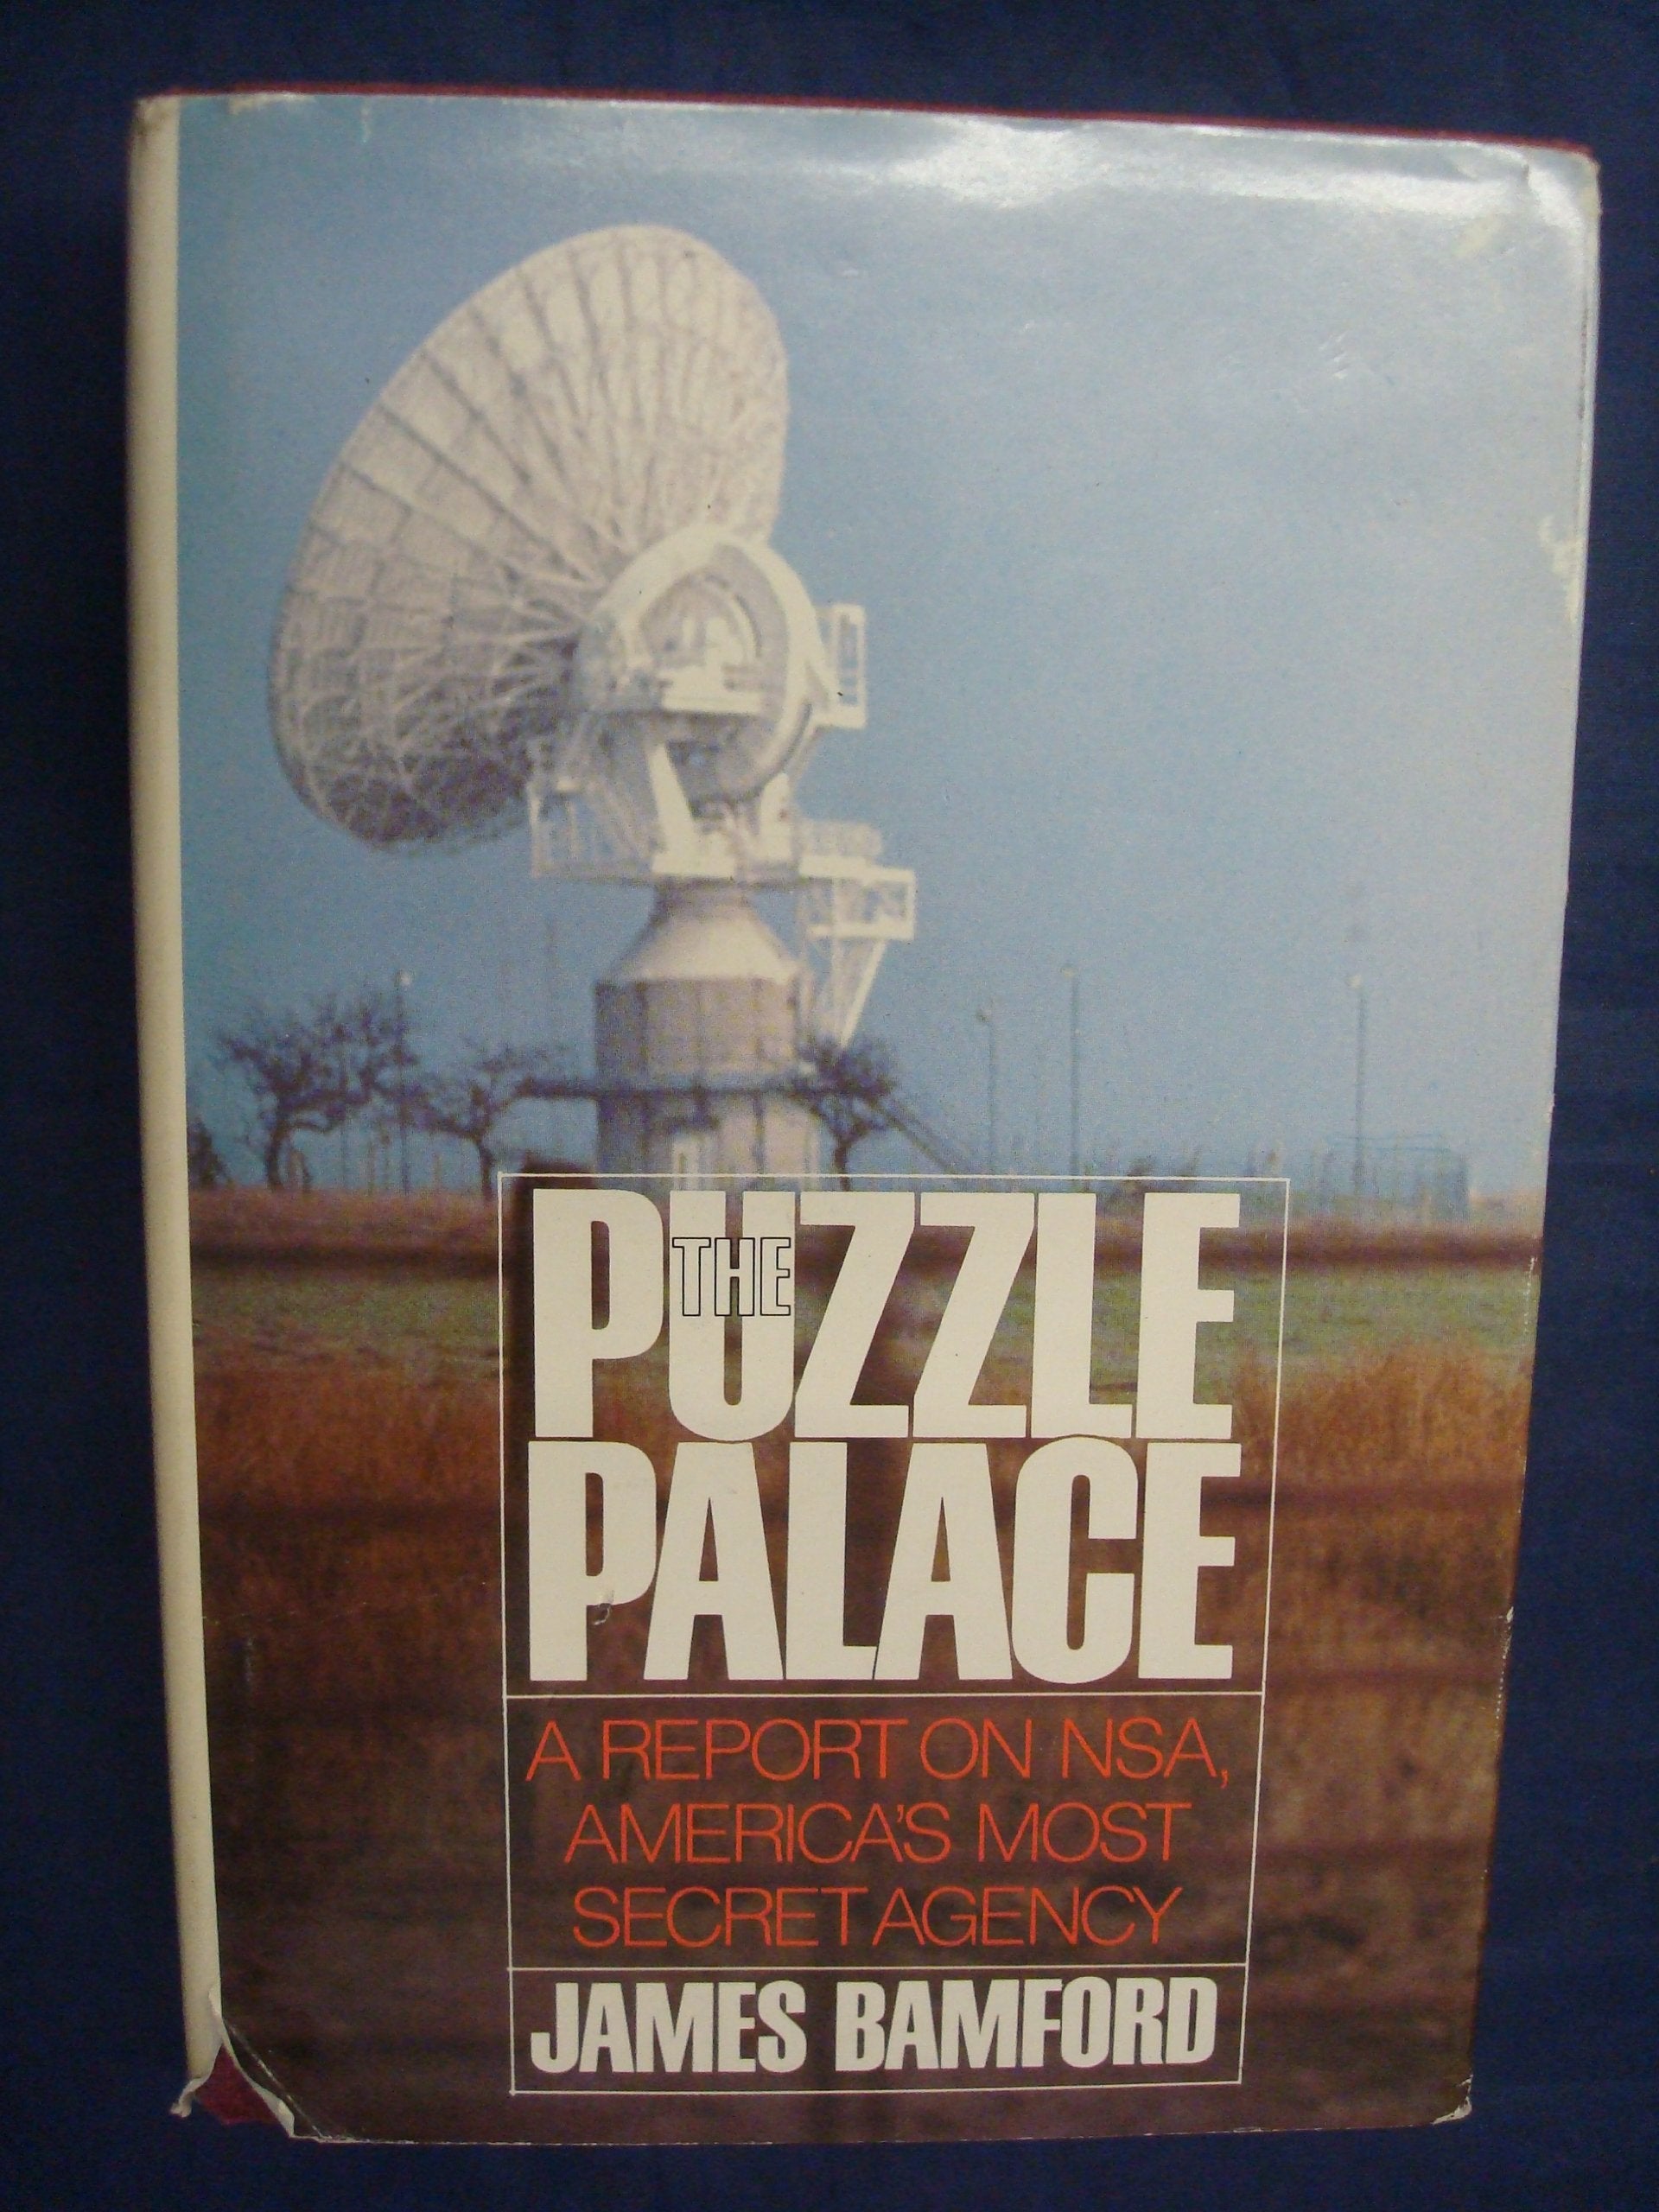 THE
PUZZLE
PALACE
A REPORT ON NSA,
AMERICA'S MOST
SECRET AGENCY
JAMES BAMFORD